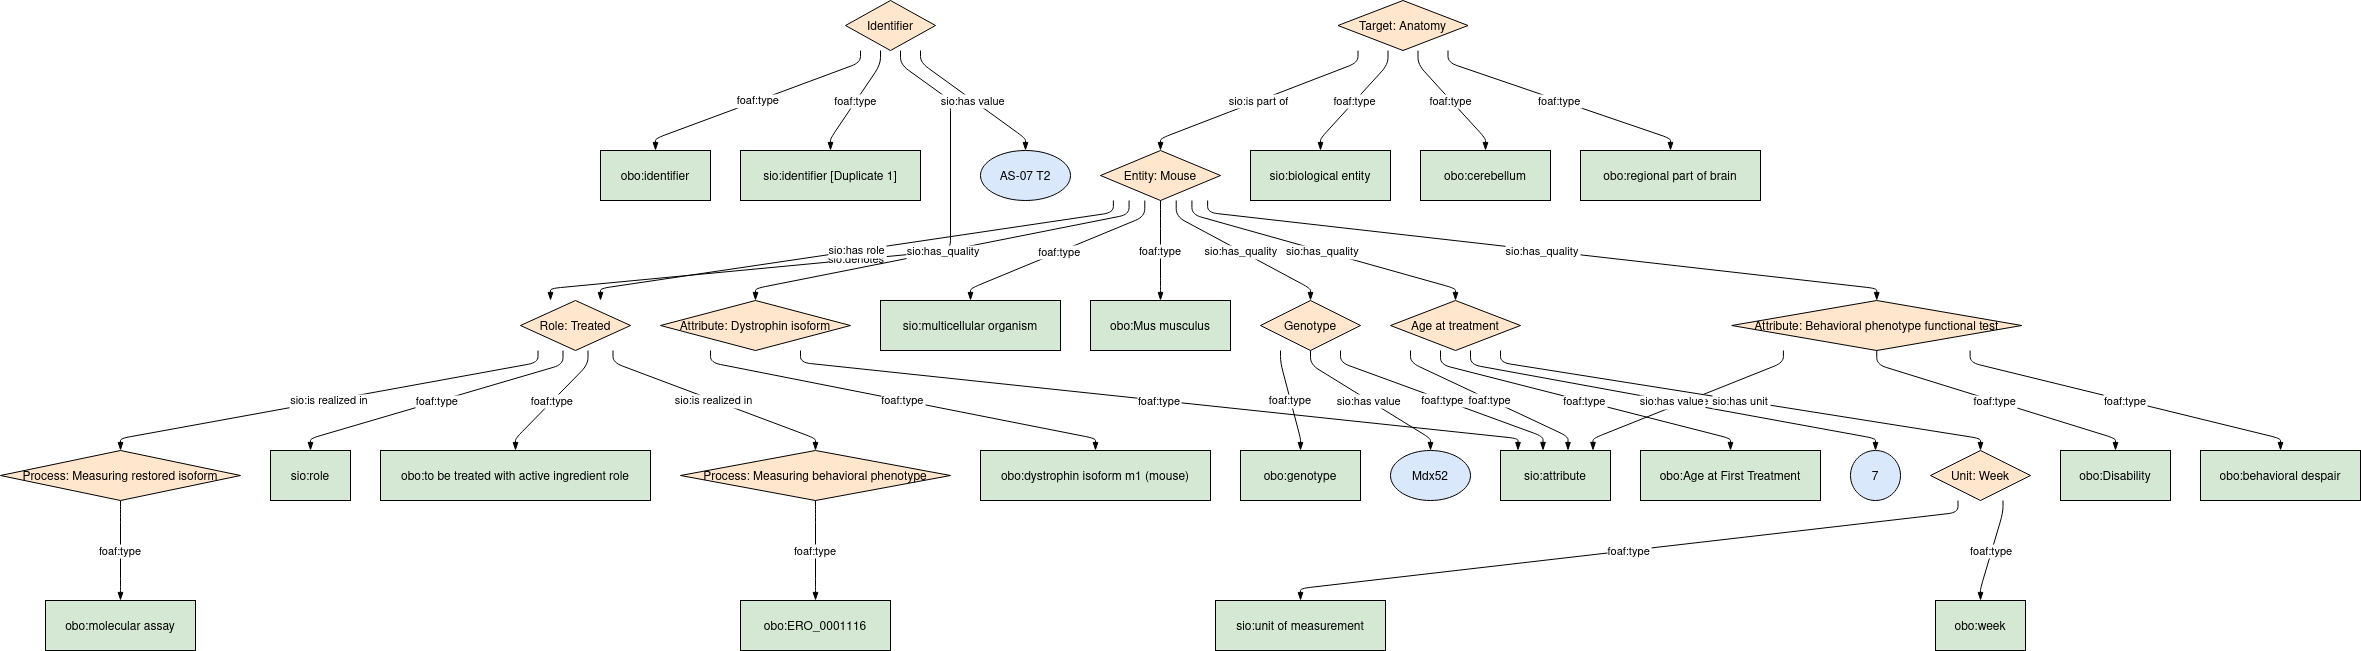 Identifier
Target: Anatomy
foaf:type
foaf:type
sio:has value
sio:is part of
foaf:type
foaf:type
foaf:type
obo:identifier
sio:identifier [Duplicate 1]
AS-07 T2
Entity: Mouse
sio:biological entity
obo:cerebellum
obo:regional part of brain
sio:has role
sio:denotes
sio:has_quality
foaf:type
foaf:type
sio:has_quality
sio:has_quality
sio:has_quality
Role: Treated
Attribute: Dystrophin isoform
sio:multicellular organism
obo:Mus musculus
Genotype
Age at treatment
Attribute: Behavioral phenotype functional test
sio:is realized in
foaf:type
foaf:type
sio:is realized in
foaf:type
foaf:type
foaf:type
sio:has value
foaf:type
foaf:type
foaf:type
sio:has value
sio:has unit
foaf:type
foaf:type
Process: Measuring restored isoform
sio:role
obo:to be treated with active ingredient role
Process: Measuring behavioral phenotype
obo:dystrophin isoform m1 (mouse)
obo:genotype
Mdx52
sio:attribute
obo:Age at First Treatment
7
Unit: Week
obo:Disability
obo:behavioral despair
foaf:type
foaf:type
foaf:type
foaf:type
obo:molecular assay
obo:ERO_0001116
sio:unit of measurement
obo:week